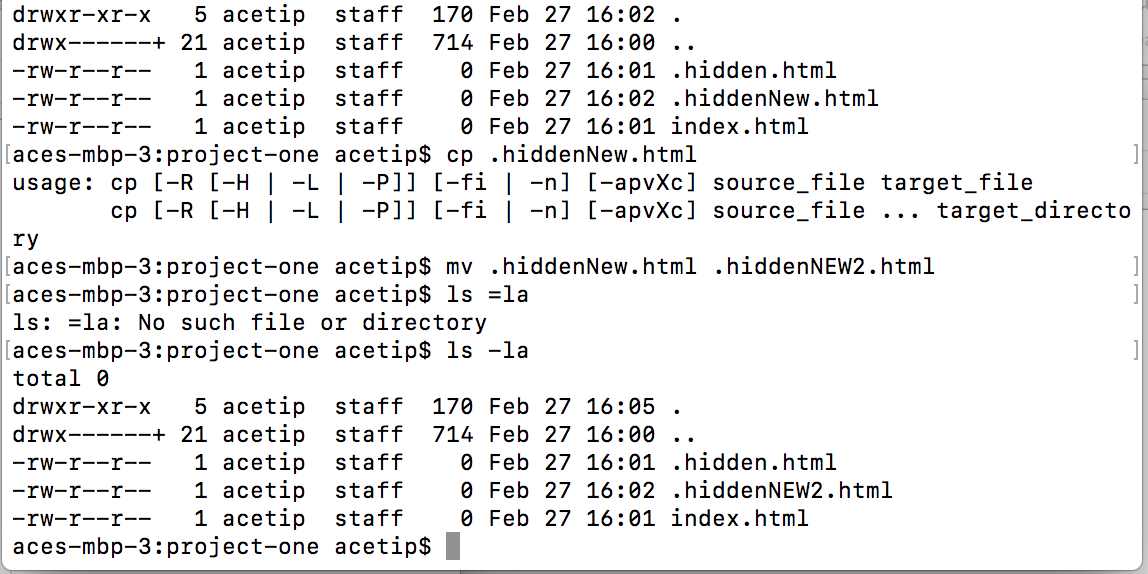 drwxr-xr-x   5 acetip  staff  170 Feb 27 16:02 .
drwx------+ 21 acetip  staff  714 Feb 27 16:00 ..
-rw-r--r--   1 acetip  staff    0 Feb 27 16:01 .hidden.html
-rw-r--r--   1 acetip  staff    0 Feb 27 16:02 .hiddenNew.html
-rw-r--r--   1 acetip  staff    0 Feb 27 16:01 index.html
[aces-mbp-3:project-one acetip$ cp .hiddenNew.html ]
usage: cp [-R [-H | -L | -P]] [-fi | -n] [-apvXc] source_file target_file
       cp [-R [-H | -L | -P]] [-fi | -n] [-apvXc] source_file ... target_directo
ry
[aces-mbp-3:project-one acetip$ mv .hiddenNew.html .hiddenNEW2.html ]
[aces-mbp-3:project-one acetip$ ls =la ]
ls: =la: No such file or directory
[aces-mbp-3:project-one acetip$ ls -la ]
total 0
drwxr-xr-x   5 acetip  staff  170 Feb 27 16:05 .
drwx------+ 21 acetip  staff  714 Feb 27 16:00 ..
-rw-r--r--   1 acetip  staff    0 Feb 27 16:01 .hidden.html
-rw-r--r--   1 acetip  staff    0 Feb 27 16:02 .hiddenNEW2.html
-rw-r--r--   1 acetip  staff    0 Feb 27 16:01 index.html
aces-mbp-3:project-one acetip$